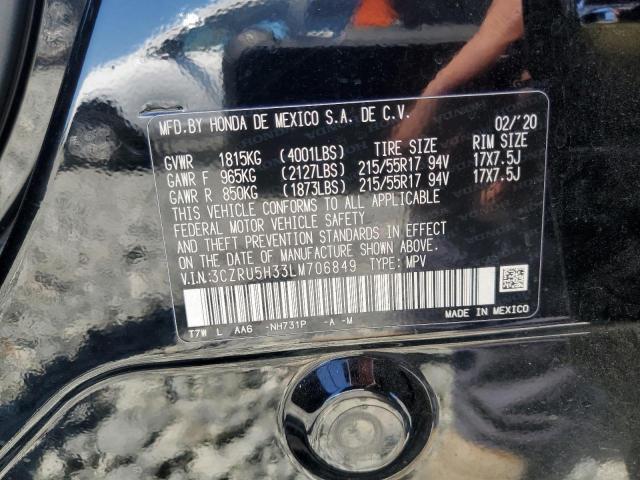 MFD.BY HONDA DE MEXICO S.A. DE C.V. 02/'20
GVWR 1815KG (4001LBS) TIRE SIZE RIM SIZE
GAWR F 965KG (2127LBS) 215/55R17 94V 17X7.5J
GAWR R 850KG (1873LBS) 215/55R17 94V 17X7.5J
THIS VEHICLE CONFORMS TO ALL APPLICABLE
FEDERAL MOTOR VEHICLE SAFETY
AND THEFT PREVENTION STANDARDS IN EFFECT
ON THE DATE OF MANUFACTURE SHOWN ABOVE.
V.I.N:3CZRU5H33LM706849 TYPE:MPV
T7W L AA6 -NH731P -A -M MADE IN MEXICO